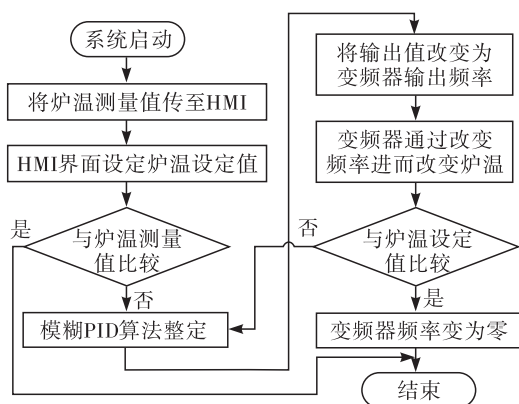 系统启动
将炉温测量值传至HMI
HMI界面设定炉温设定值
是
与炉温测量
值比较
否
模糊PID算法整定
将输出值改变为
变频器输出频率
变频器通过改变
频率进而改变炉温
否
与炉温设定
值比较
是
变频器频率变为零
结束